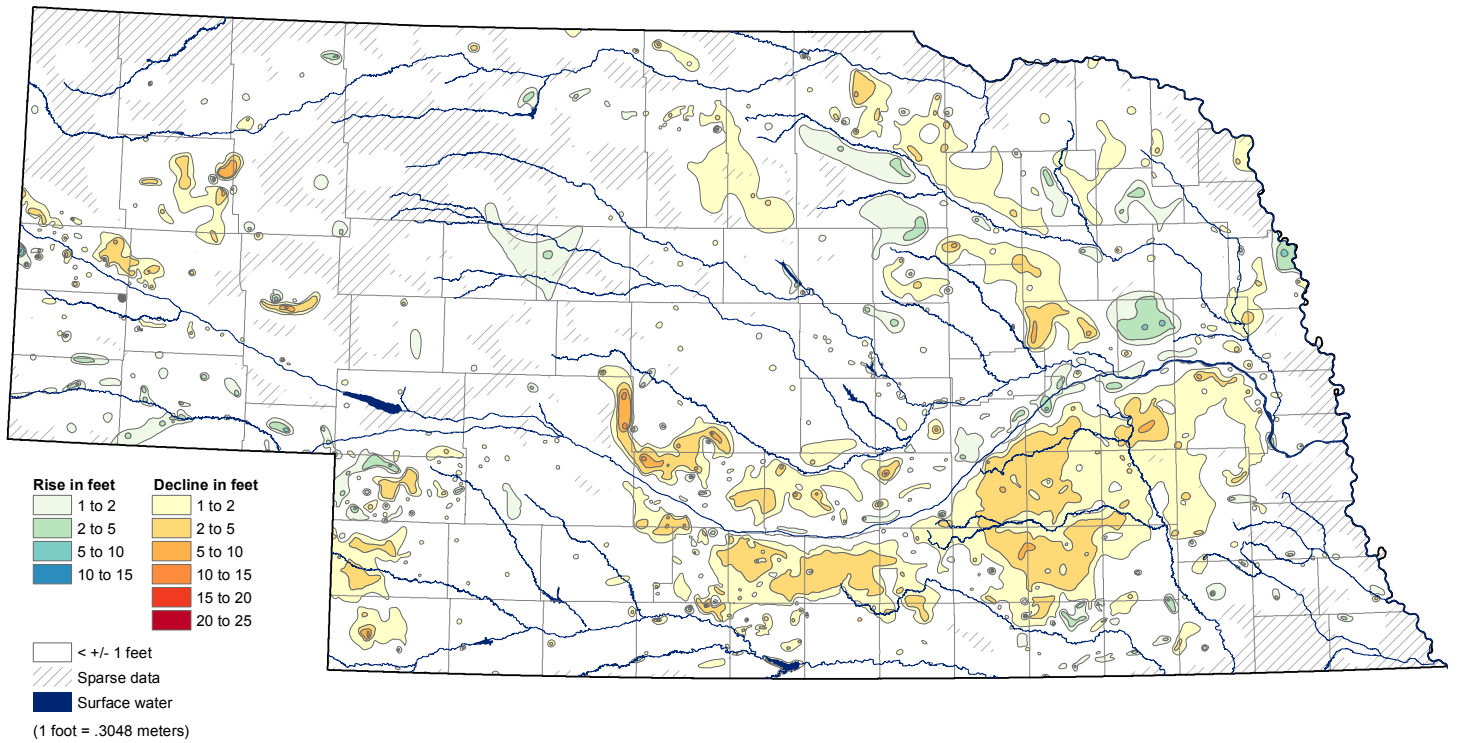 Rise in feet
1 to 2
2 to 5
5 to 10
10 to 15
Decline in feet
1 to 2
2 to 5
5 to 10
10 to 15
15 to 20
20 to 25
< +/- 1 feet
Sparse data
Surface water
(1 foot = .3048 meters)